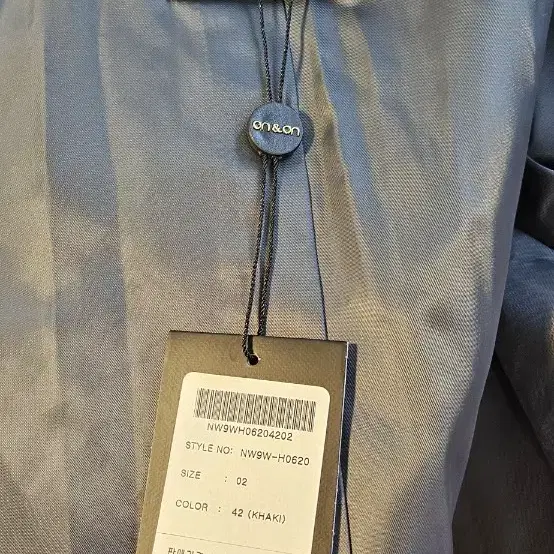 on&on
NW9WH06204202
STYLE NO: NW9W-H0620
SIZE : 02
COLOR : 42 (KHAKI)